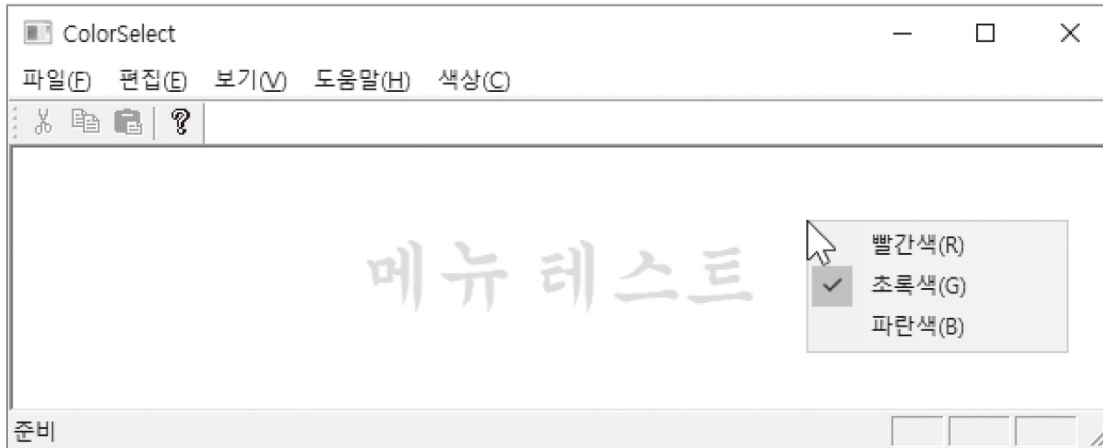 ColorSelect
파일(F) 편집(E) 보기(V) 도움말(H) 색상(C)
메뉴 테스트
빨간색(R)
초록색(G)
파란색(B)
준비